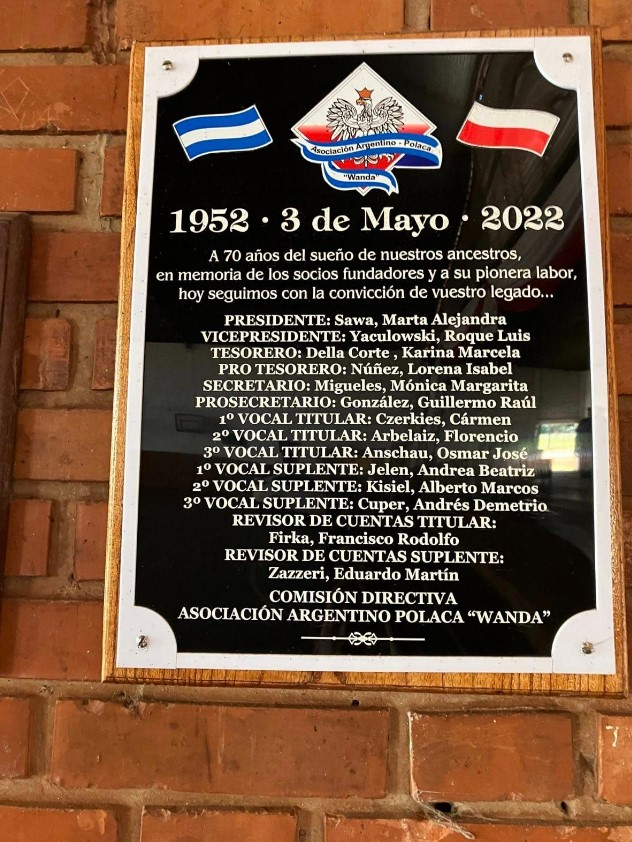 Asociación Argentino - Polaca
"Wanda"
1952 · 3 de Mayo · 2022
A 70 años del sueño de nuestros ancestros,
en memoria de los socios fundadores y a su pionera labor,
hoy seguimos con la convicción de vuestro legado...
PRESIDENTE: Sawa, Marta Alejandra
VICEPRESIDENTE: Yaculowski, Roque Luis
TESORERO: Della Corte , Karina Marcela
PRO TESORERO: Núñez, Lorena Isabel
SECRETARIO: Migueles, Mónica Margarita
PROSECRETARIO: González, Guillermo Raúl
1º VOCAL TITULAR: Czerkies, Cármen
2º VOCAL TITULAR: Arbelaiz, Florencio
3º VOCAL TITULAR: Anschau, Osmar José
1º VOCAL SUPLENTE: Jelen, Andrea Beatriz
2º VOCAL SUPLENTE: Kisiel, Alberto Marcos
3º VOCAL SUPLENTE: Cuper, Andrés Demetrio
REVISOR DE CUENTAS TITULAR:
Firka, Francisco Rodolfo
REVISOR DE CUENTAS SUPLENTE:
Zazzeri, Eduardo Martín
COMISIÓN DIRECTIVA
ASOCIACIÓN ARGENTINO POLACA “WANDA”